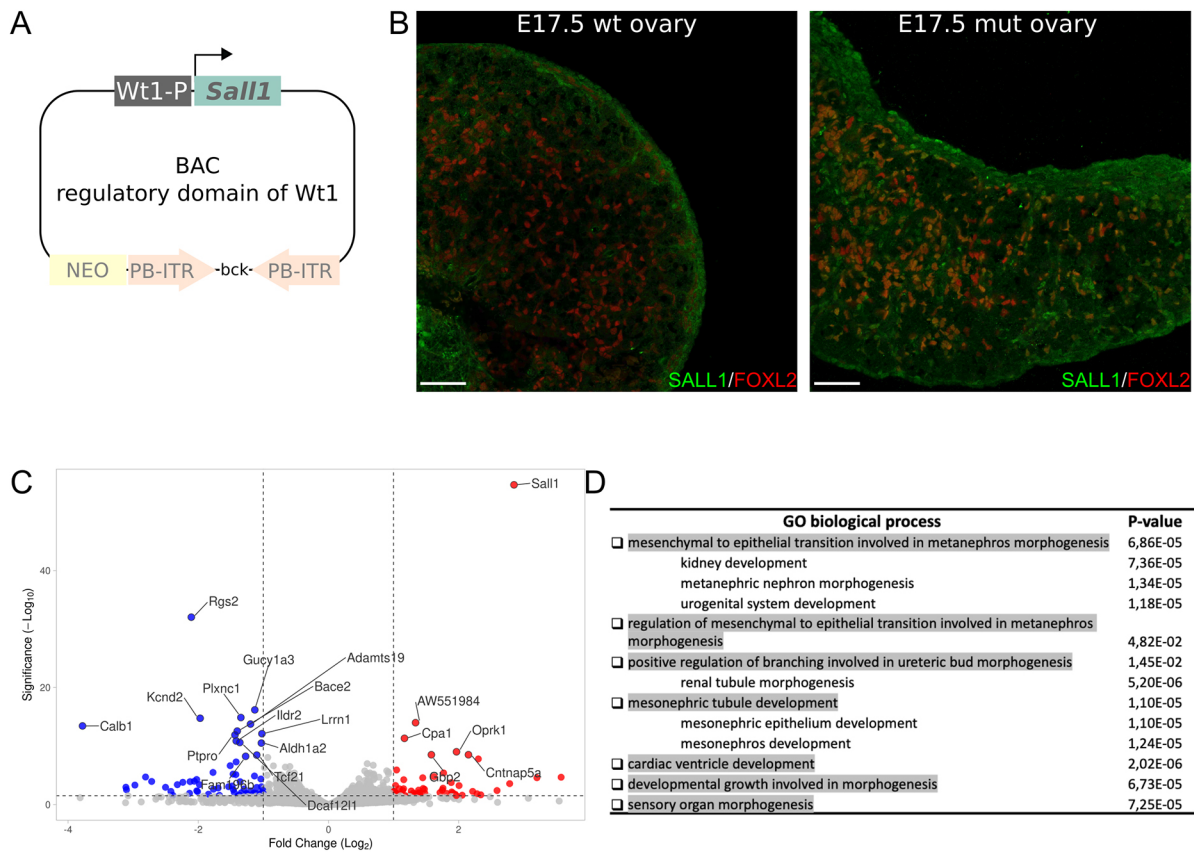 A
Wt1-P
Sall1
BAC
regulatory domain of Wt1
NEO
PB-ITR
-bck-
PB-ITR
B
E17.5 wt ovary
SALL1/FOXL2
E17.5 mut ovary
SALL1/FOXL2
C
Significance (−Log10)
40
20
0
-4
-2
0
2
Fold Change (Log2)
Sall1
Rgs2
Gucy1a3
Adamts19
Plxnc1
Bace2
Kcnd2
Ildr2
Lrrn1
Calb1
Ptpro
Aldh1a2
Tcf21
Fam196b
Dcaf12l1
AW551984
Cpa1
Oprk1
Gbp2
Cntnap5a
D
GO biological process P-value
mesenchymal to epithelial transition involved in metanephros morphogenesis 6,86E-05
kidney development 7,36E-05
metanephric nephron morphogenesis 1,34E-05
urogenital system development 1,18E-05
regulation of mesenchymal to epithelial transition involved in metanephros
morphogenesis 4,82E-02
positive regulation of branching involved in ureteric bud morphogenesis 1,45E-02
renal tubule morphogenesis 5,20E-06
mesonephric tubule development 1,10E-05
mesonephric epithelium development 1,10E-05
mesonephros development 1,24E-05
cardiac ventricle development 2,02E-06
developmental growth involved in morphogenesis 6,73E-05
sensory organ morphogenesis 7,25E-05